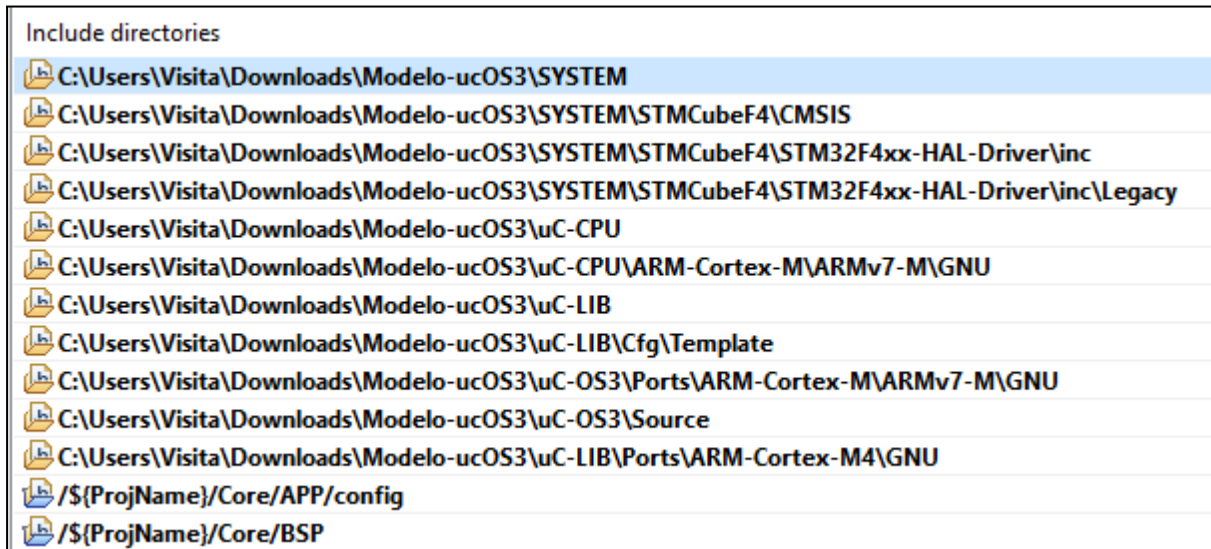 Include directories
C:\Users\Visita\Downloads\Modelo-ucOS3\SYSTEM
C:\Users\Visita\Downloads\Modelo-ucOS3\SYSTEM\STMCubeF4\CMSIS
C:\Users\Visita\Downloads\Modelo-ucOS3\SYSTEM\STMCubeF4\STM32F4xx-HAL-Driver\inc
C:\Users\Visita\Downloads\Modelo-ucOS3\SYSTEM\STMCubeF4\STM32F4xx-HAL-Driver\inc\Legacy
C:\Users\Visita\Downloads\Modelo-ucOS3\uC-CPU
C:\Users\Visita\Downloads\Modelo-ucOS3\uC-CPU\ARM-Cortex-M\ARMv7-M\GNU
C:\Users\Visita\Downloads\Modelo-ucOS3\uC-LIB
C:\Users\Visita\Downloads\Modelo-ucOS3\uC-LIB\Cfg\Template
C:\Users\Visita\Downloads\Modelo-ucOS3\uC-OS3\Ports\ARM-Cortex-M\ARMv7-M\GNU
C:\Users\Visita\Downloads\Modelo-ucOS3\uC-OS3\Source
C:\Users\Visita\Downloads\Modelo-ucOS3\uC-LIB\Ports\ARM-Cortex-M4\GNU
/${ProjName}/Core/APP/config
/${ProjName}/Core/BSP